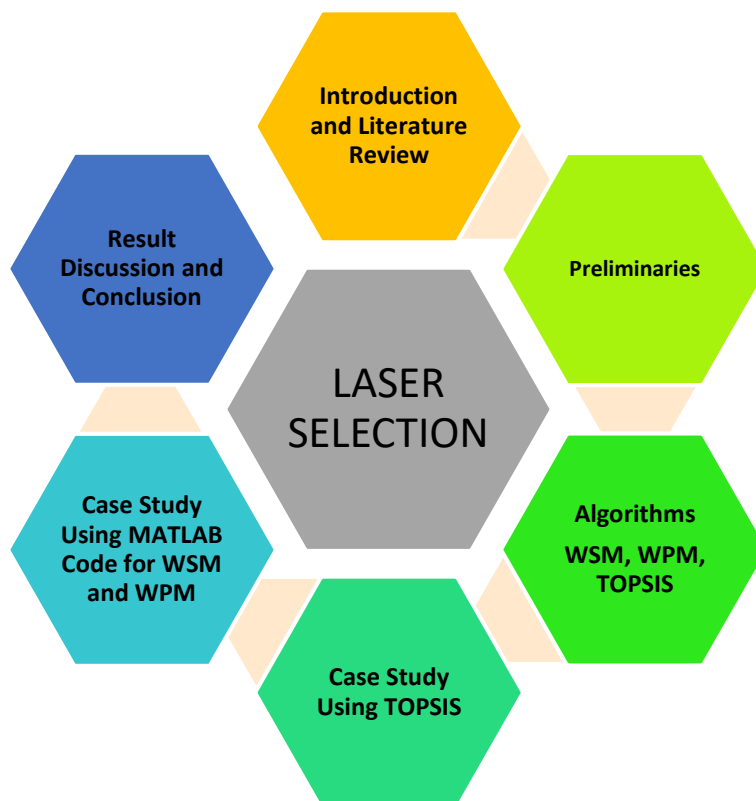 Introduction
and Literature
Review
Preliminaries
Algorithms
WSM, WPM,
TOPSIS
Case Study
Using TOPSIS
Case Study
Using MATLAB
Code for WSM
and WPM
Result
Discussion and
Conclusion
LASER
SELECTION